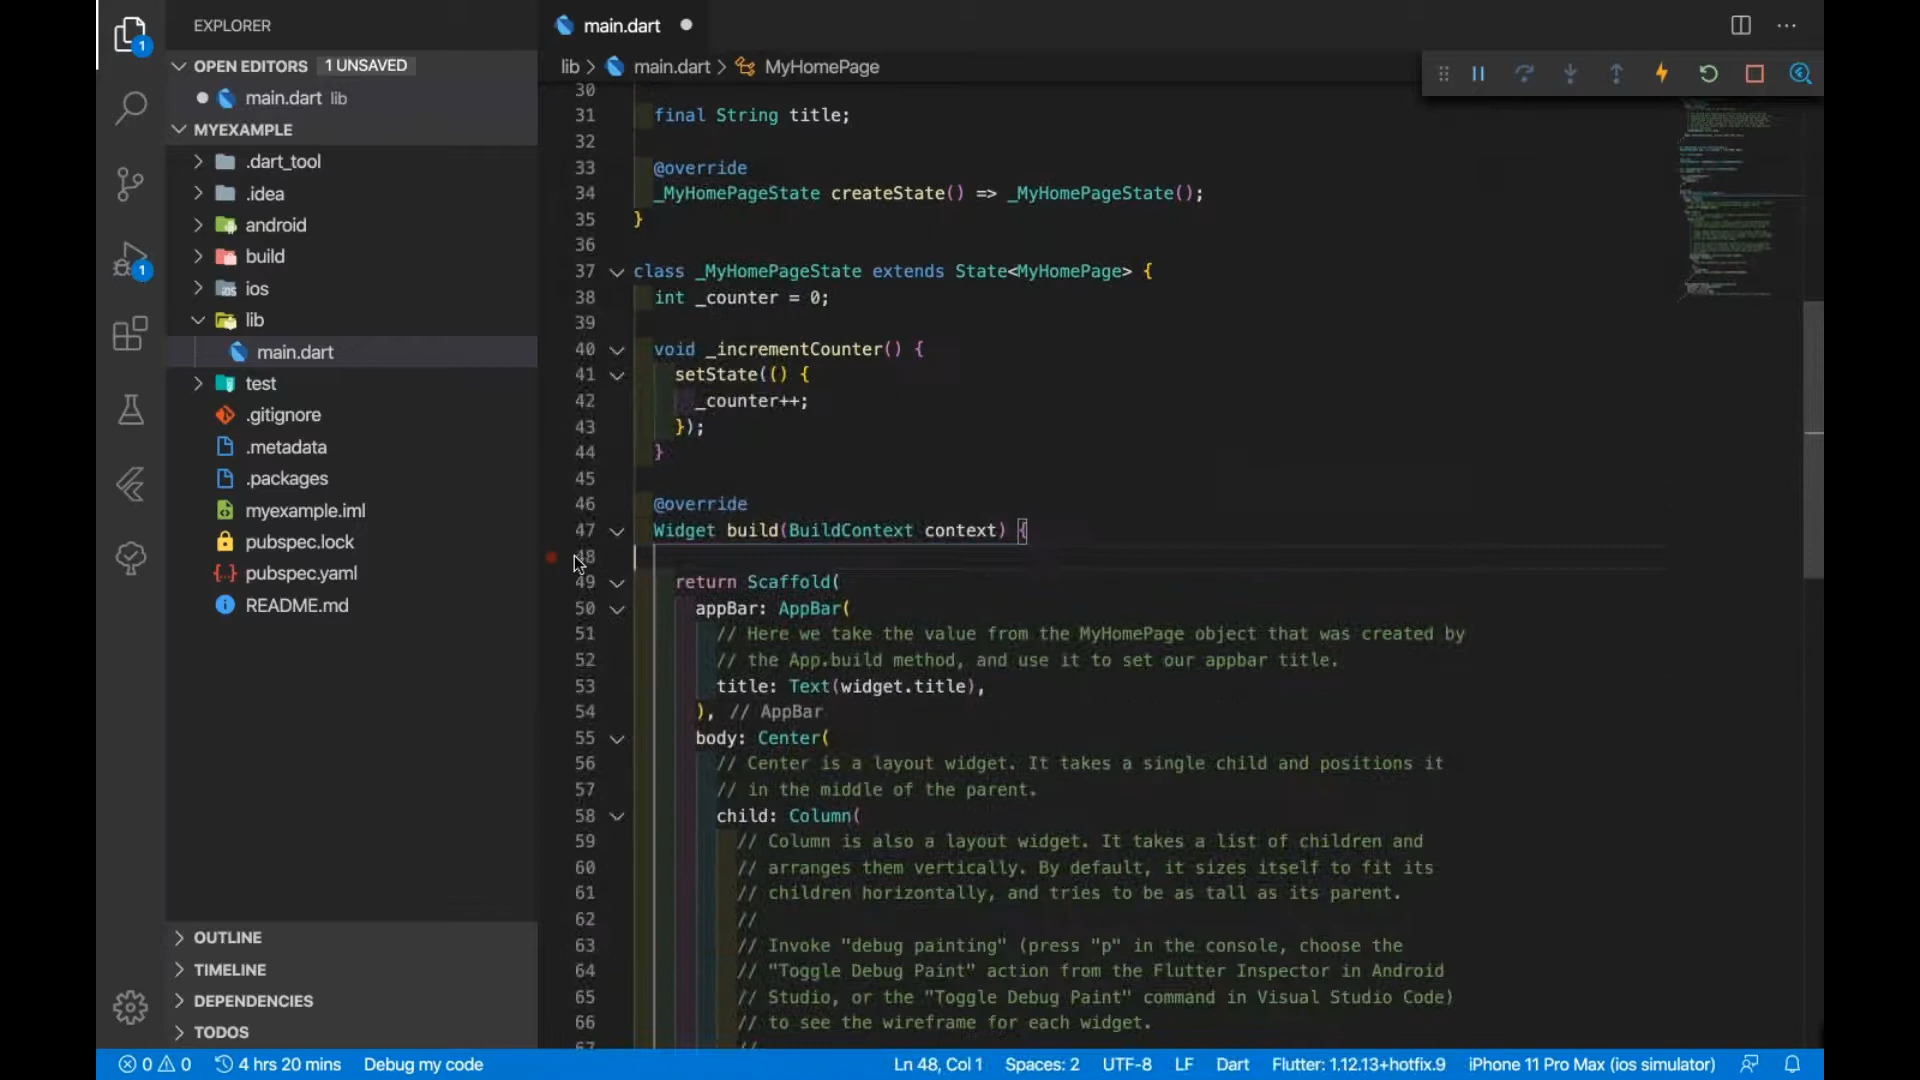 EXPLORER
OPEN EDITORS 1 UNSAVED
main.dart lib
MYEXAMPLE
.dart_tool
.idea
android
build
ios
lib
main.dart
test
.gitignore
.metadata
.packages
myexample.iml
pubspec.lock
pubspec.yaml
README.md
OUTLINE
TIMELINE
DEPENDENCIES
TODOS
1
1
main.dart
lib > main.dart > MyHomePage
30
31 final String title;
32
33 @override
34 _MyHomePageState createState() => _MyHomePageState();
35 }
36
37 class _MyHomePageState extends State<MyHomePage> {
38 int _counter = 0;
39
40 void _incrementCounter() {
41 setState(() {
42 _counter++;
43 });
44 }
45
46 @override
47 Widget build(BuildContext context) {
48
49 return Scaffold(
50 appBar: AppBar(
51 // Here we take the value from the MyHomePage object that was created by
52 // the App.build method, and use it to set our appbar title.
53 title: Text(widget.title),
54 ), // AppBar
55 body: Center(
56 // Center is a layout widget. It takes a single child and positions it
57 // in the middle of the parent.
58 child: Column(
59 // Column is also a layout widget. It takes a list of children and
60 // arranges them vertically. By default, it sizes itself to fit its
61 // children horizontally, and tries to be as tall as its parent.
62 //
63 // Invoke "debug painting" (press "p" in the console, choose the
64 // "Toggle Debug Paint" action from the Flutter Inspector in Android
65 // Studio, or the "Toggle Debug Paint" command in Visual Studio Code)
66 // to see the wireframe for each widget.
67 //
0 0 4 hrs 20 mins Debug my code Ln 48, Col 1 Spaces: 2 UTF-8 LF Dart Flutter: 1.12.13+hotfix.9 iPhone 11 Pro Max (ios simulator)